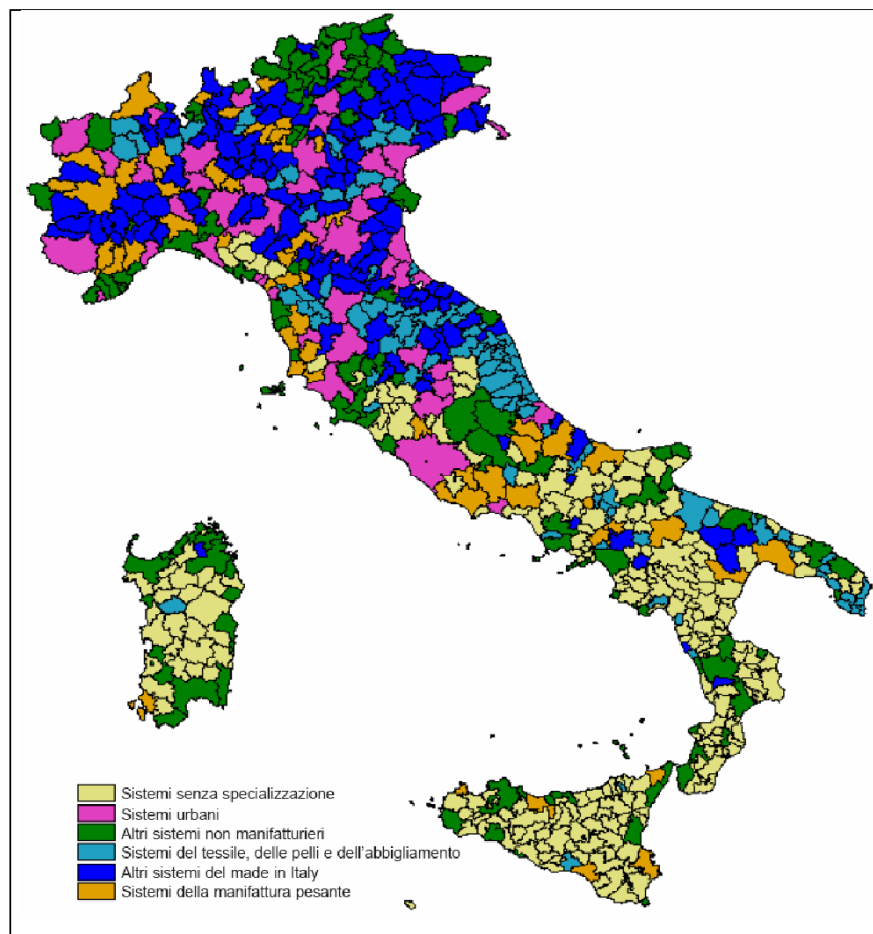 Sistemi senza specializzazione
Sistemi urbani
Altri sistemi non manifatturieri
Sistemi del tessile, delle pelli e dell'abbigliamento
Altri sistemi del made in Italy
Sistemi della manifattura pesante